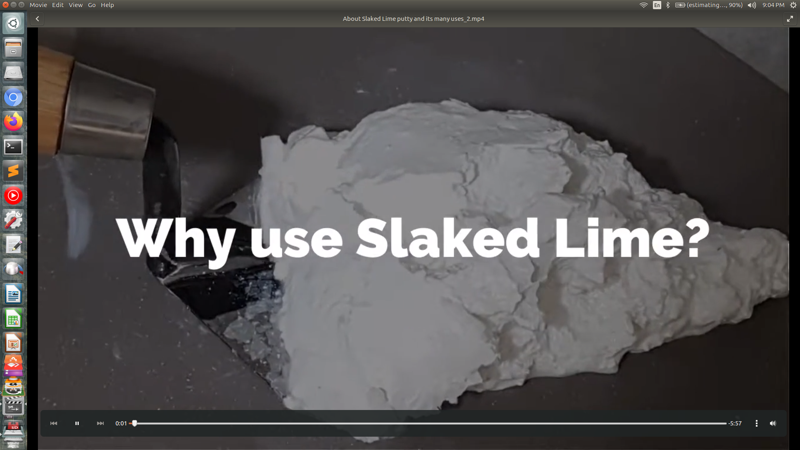 Movie Edit View Go Help
En
(estimating..., 90%)
9:04 PM
About Slaked Lime putty and its many uses_2.mp4
Why use Slaked Lime?
0:01
-5:57